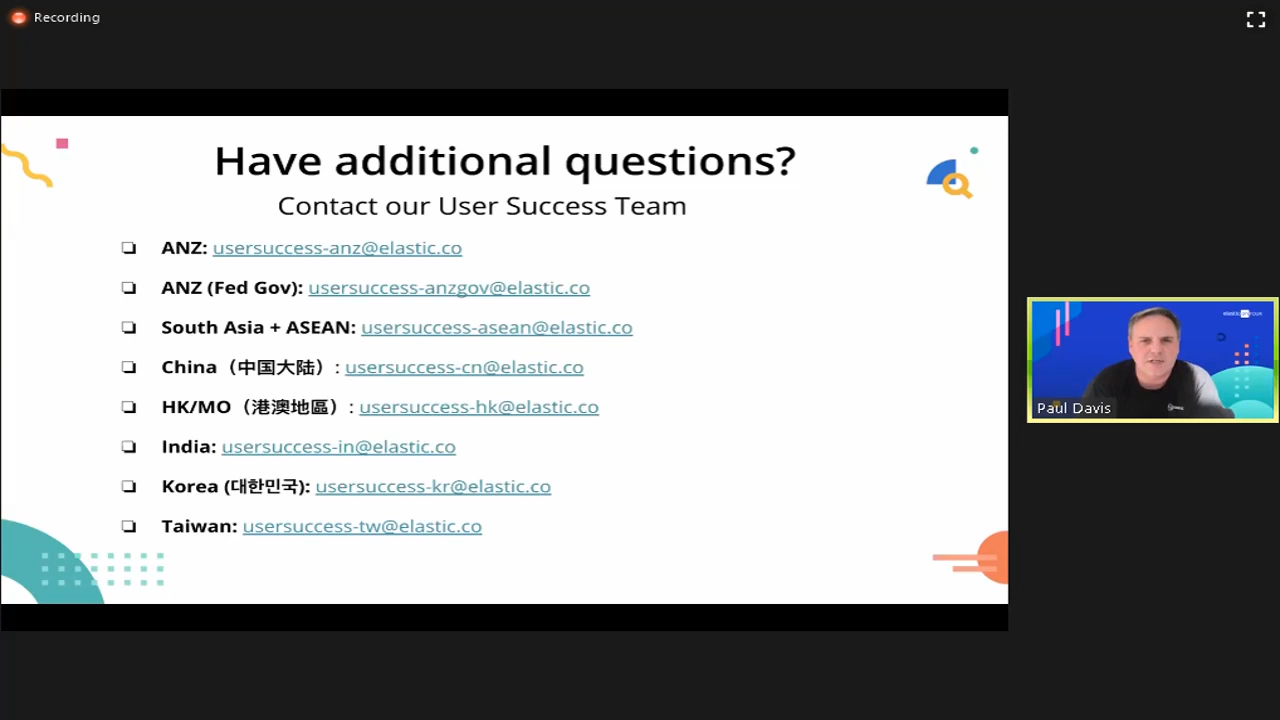 Recording
Have additional questions?
Contact our User Success Team
❏ ANZ: usersuccess-anz@elastic.co
❏ ANZ (Fed Gov): usersuccess-anzgov@elastic.co
❏ South Asia + ASEAN: usersuccess-asean@elastic.co
❏ China（中国大陆）: usersuccess-cn@elastic.co
❏ HK/MO（港澳地區）: usersuccess-hk@elastic.co
❏ India: usersuccess-in@elastic.co
❏ Korea (대한민국): usersuccess-kr@elastic.co
❏ Taiwan: usersuccess-tw@elastic.co
Paul Davis